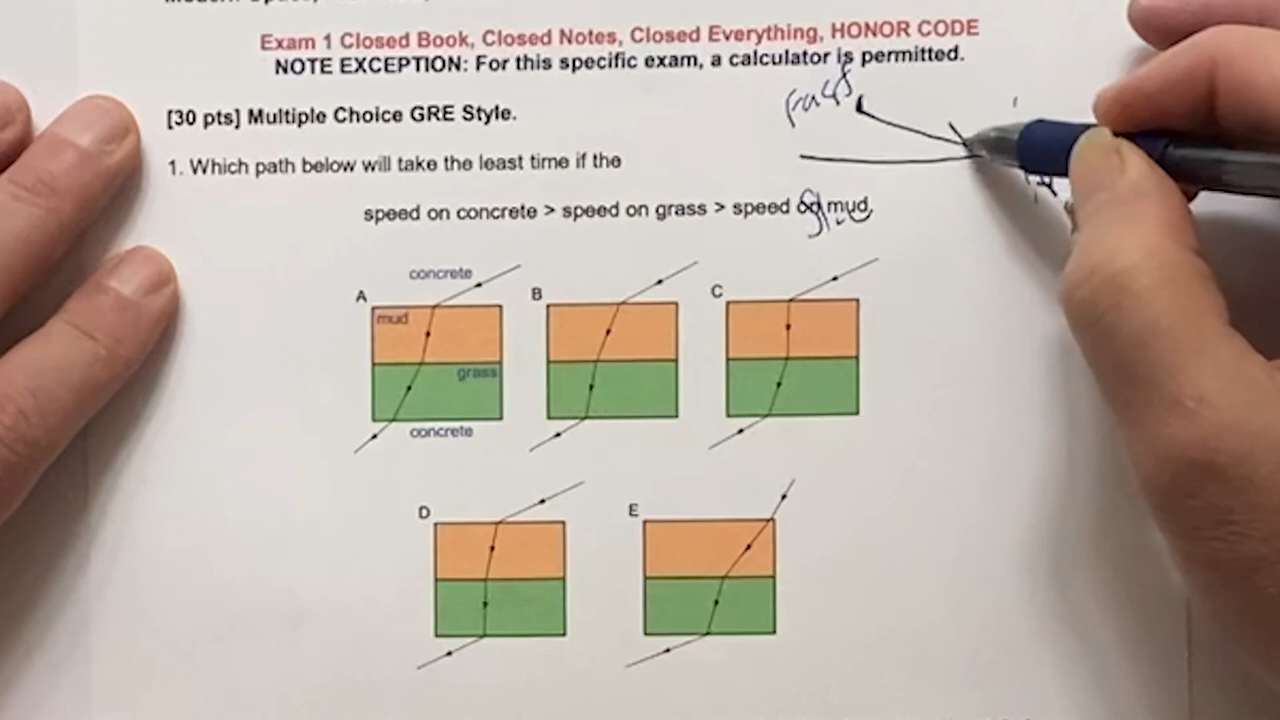 Exam 1 Closed Book, Closed Notes, Closed Everything, HONOR CODE
NOTE EXCEPTION: For this specific exam, a calculator is permitted.
[30 pts] Multiple Choice GRE Style.
1. Which path below will take the least time if the
speed on concrete > speed on grass > speed on mud
A
concrete
mud
grass
concrete
B
C
D
E